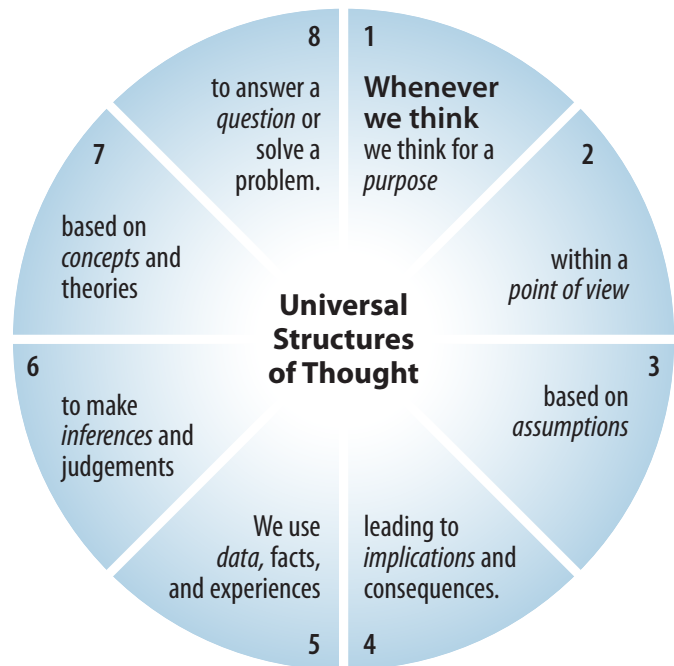 1
Whenever
we think
we think for a
purpose
2
within a
point of view
3
based on
assumptions
4
leading to
implications and
consequences.
5
We use
data, facts,
and experiences
6
to make
inferences and
judgements
7
based on
concepts and
theories
8
to answer a
question or
solve a
problem.
Universal
Structures
of Thought